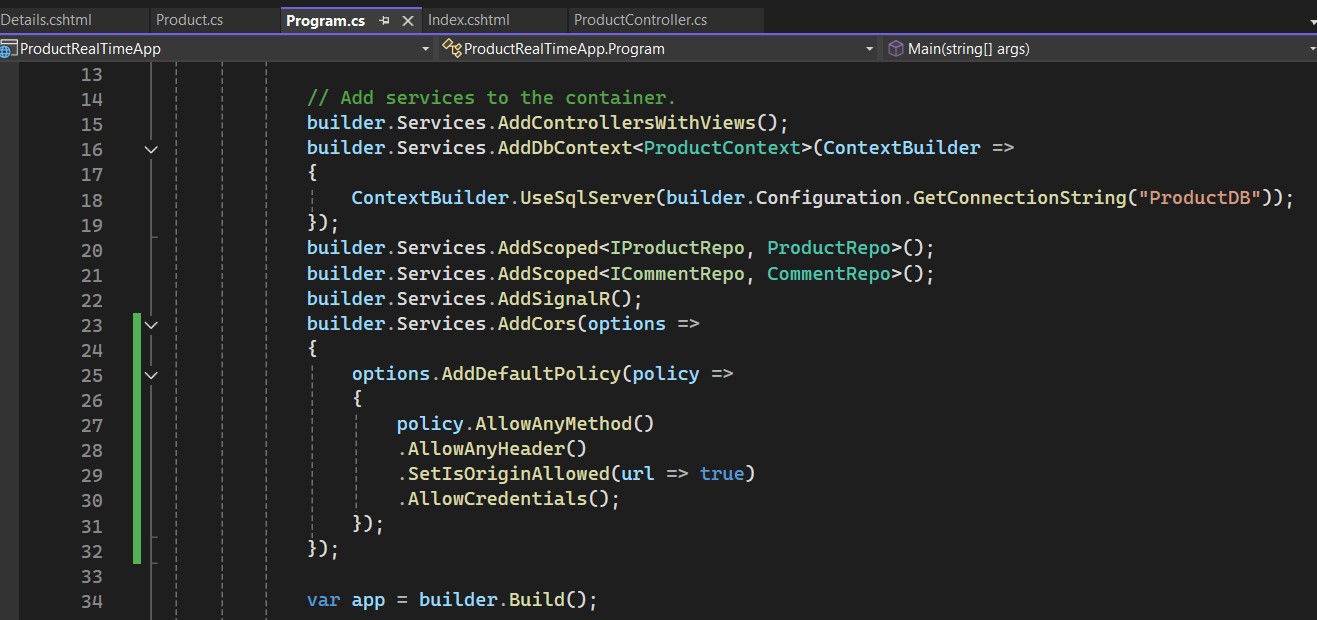 Details.cshtml Product.cs Program.cs Index.cshtml ProductController.cs
ProductRealTimeApp ProductRealTimeApp.Program Main(string[] args)
13
14 // Add services to the container.
15 builder.Services.AddControllersWithViews();
16 builder.Services.AddDbContext<ProductContext>(ContextBuilder =>
17 {
18 ContextBuilder.UseSqlServer(builder.Configuration.GetConnectionString("ProductDB"));
19 });
20 builder.Services.AddScoped<IProductRepo, ProductRepo>();
21 builder.Services.AddScoped<ICommentRepo, CommentRepo>();
22 builder.Services.AddSignalR();
23 builder.Services.AddCors(options =>
24 {
25 options.AddDefaultPolicy(policy =>
26 {
27 policy.AllowAnyMethod()
28 .AllowAnyHeader()
29 .SetIsOriginAllowed(url => true)
30 .AllowCredentials();
31 });
32 });
33
34 var app = builder.Build();